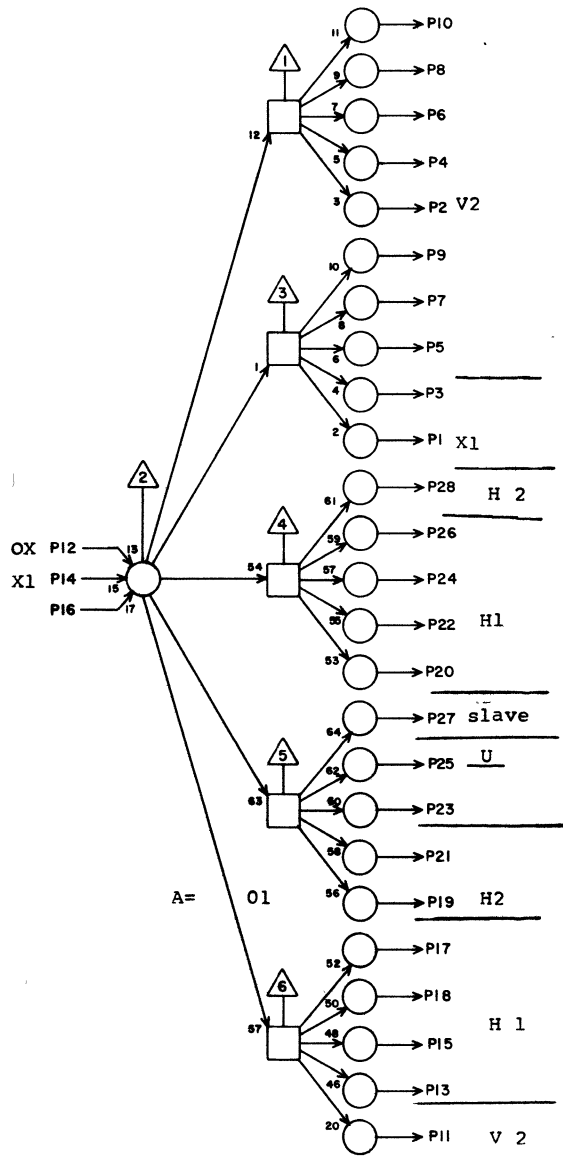 11 P10
1
9 P8
7 P6
12
5 P4
3 P2 V2
10 P9
3
8 P7
6 P5
1
4 P3
2 P1 X1
2
61 P28 H 2
4
59 P26
OX P12 13
54 57 P24
X1 P14 15
P16 17
55 P22 H1
53 P20
64 P27 slave
5
62 P25 U
63 60 P23
58 P21
A= 01
56 P19 H2
52 P17
6
50 P18
57 48 P15 H 1
46 P13
20 P11 V 2